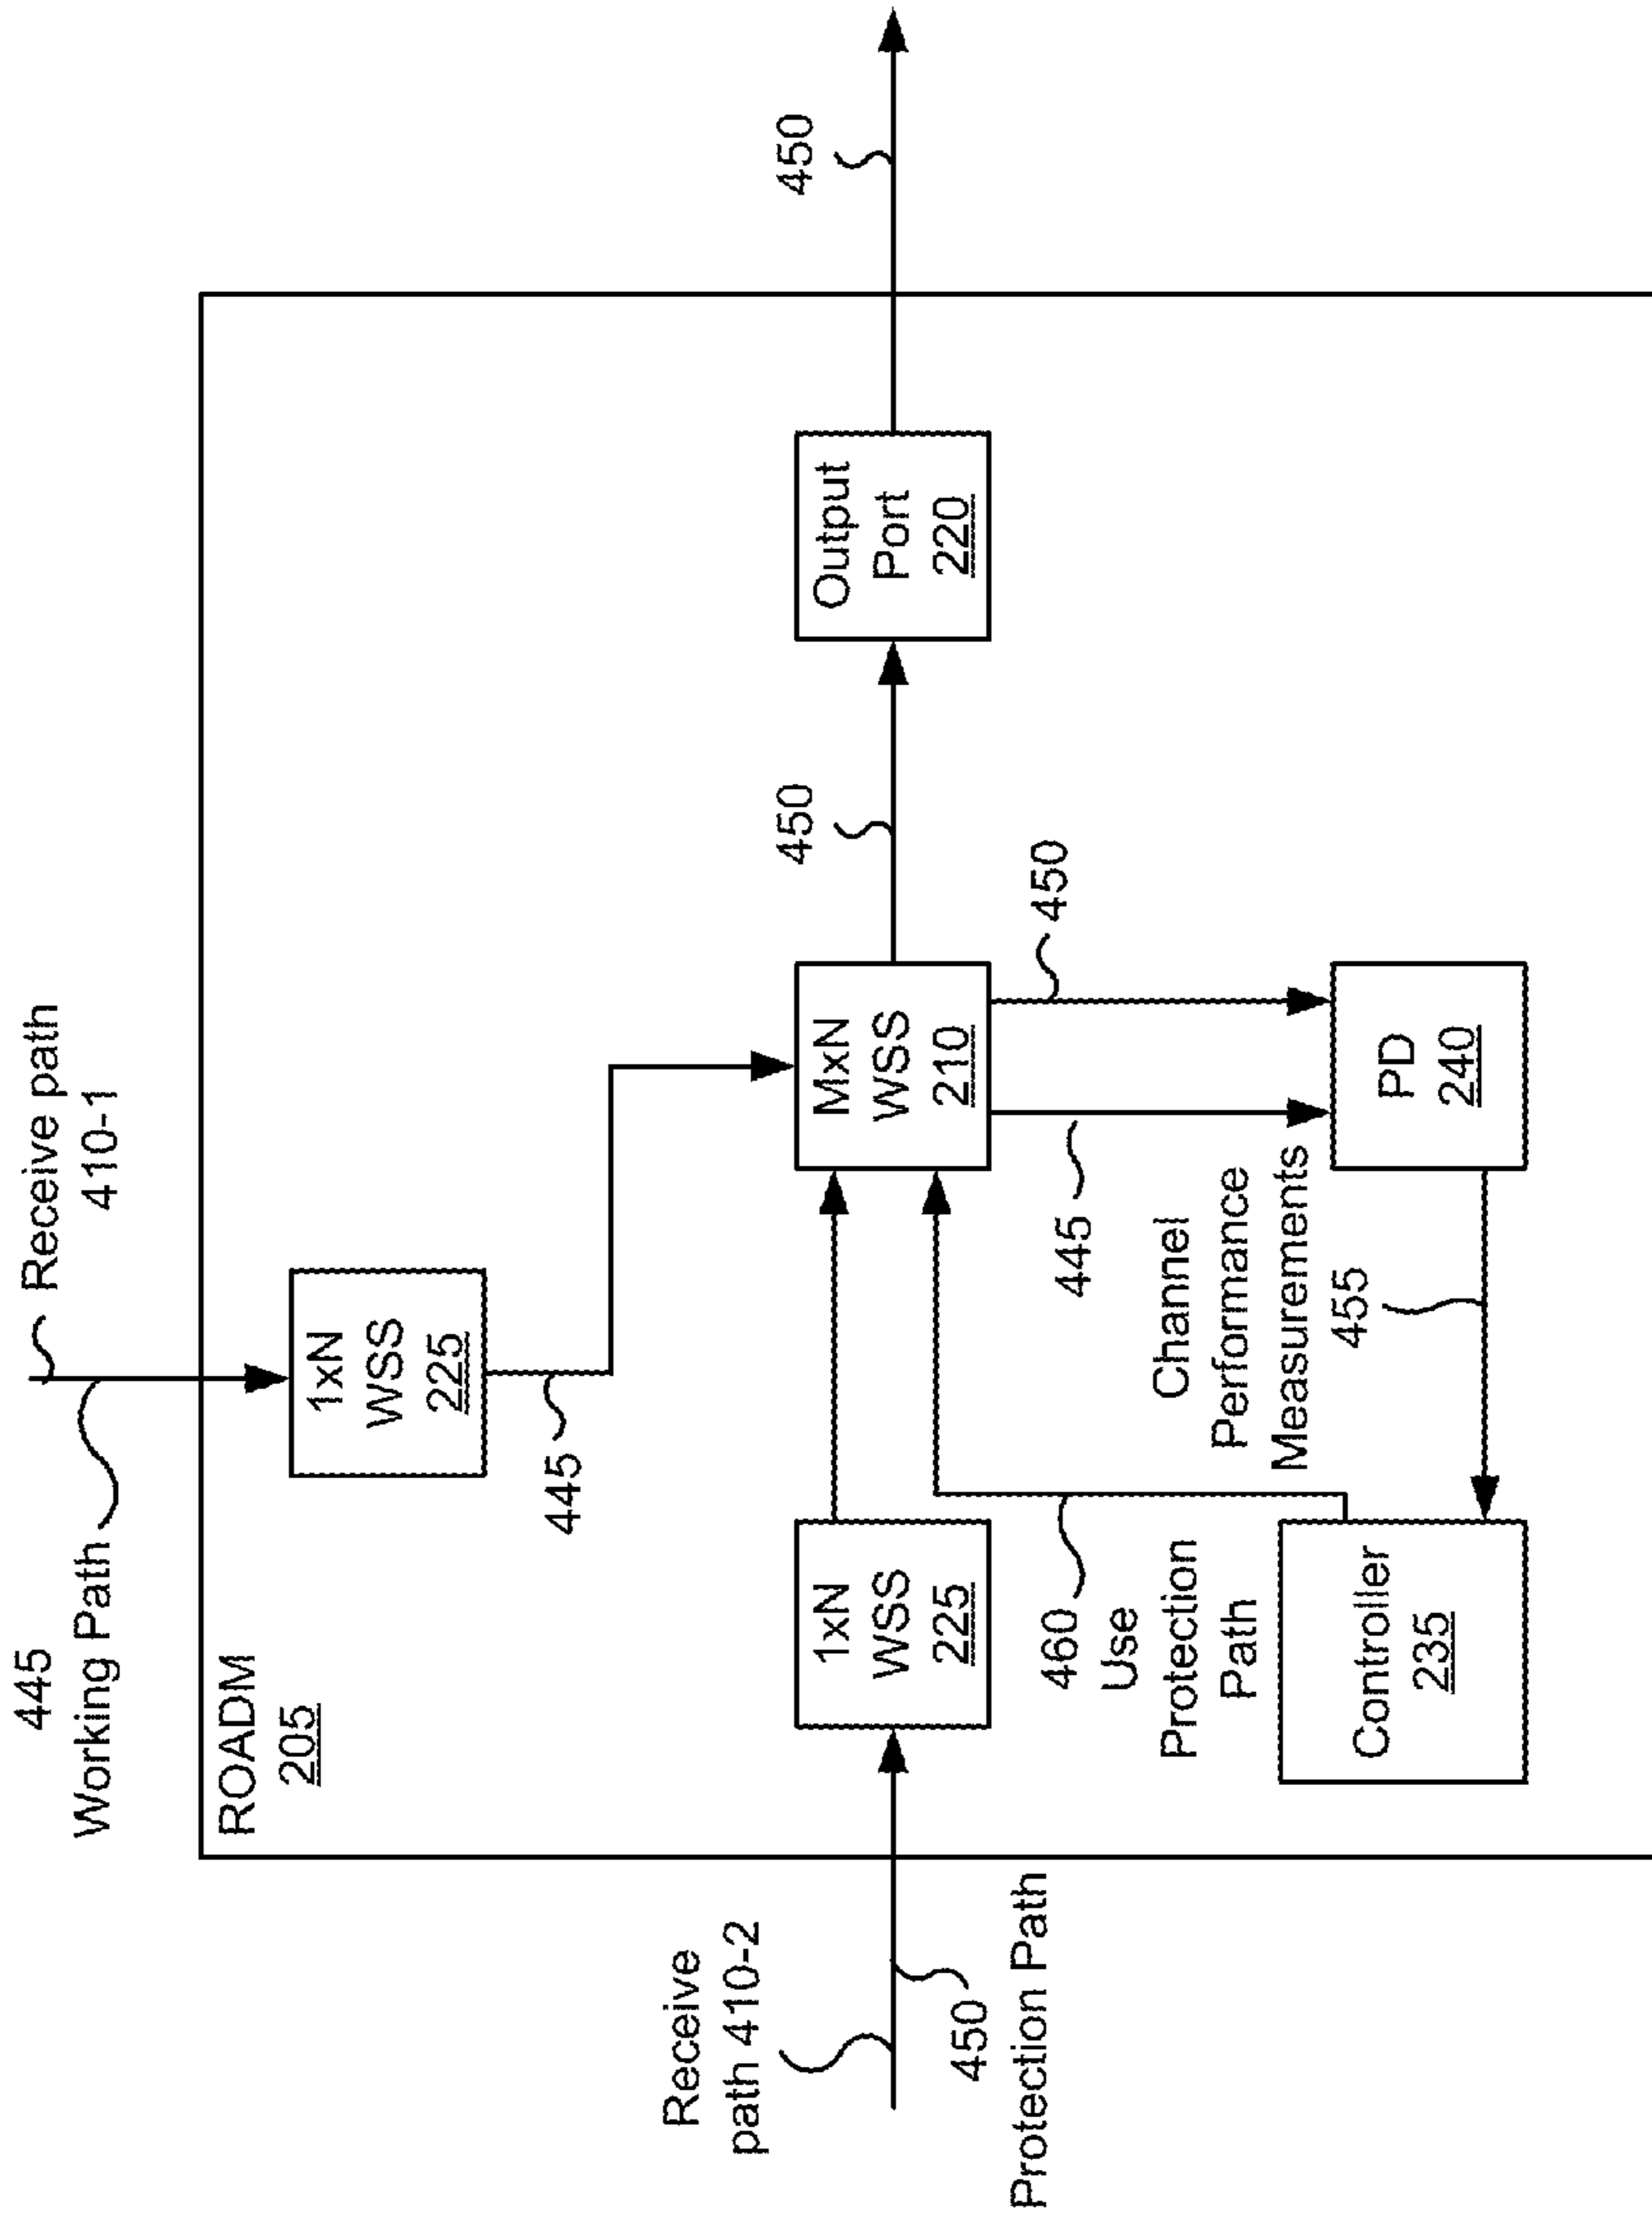 445
Working Path
Receive path
410-1
ROADM
205
1xN
WSS
225
445
Receive
path 410-2
450
Protection Path
1xN
WSS
225
MxN
WSS
210
450
Output
Port
220
450
460
Use
Protection
Path
445
450
Channel
Performance
Measurements
455
Controller
235
PD
240